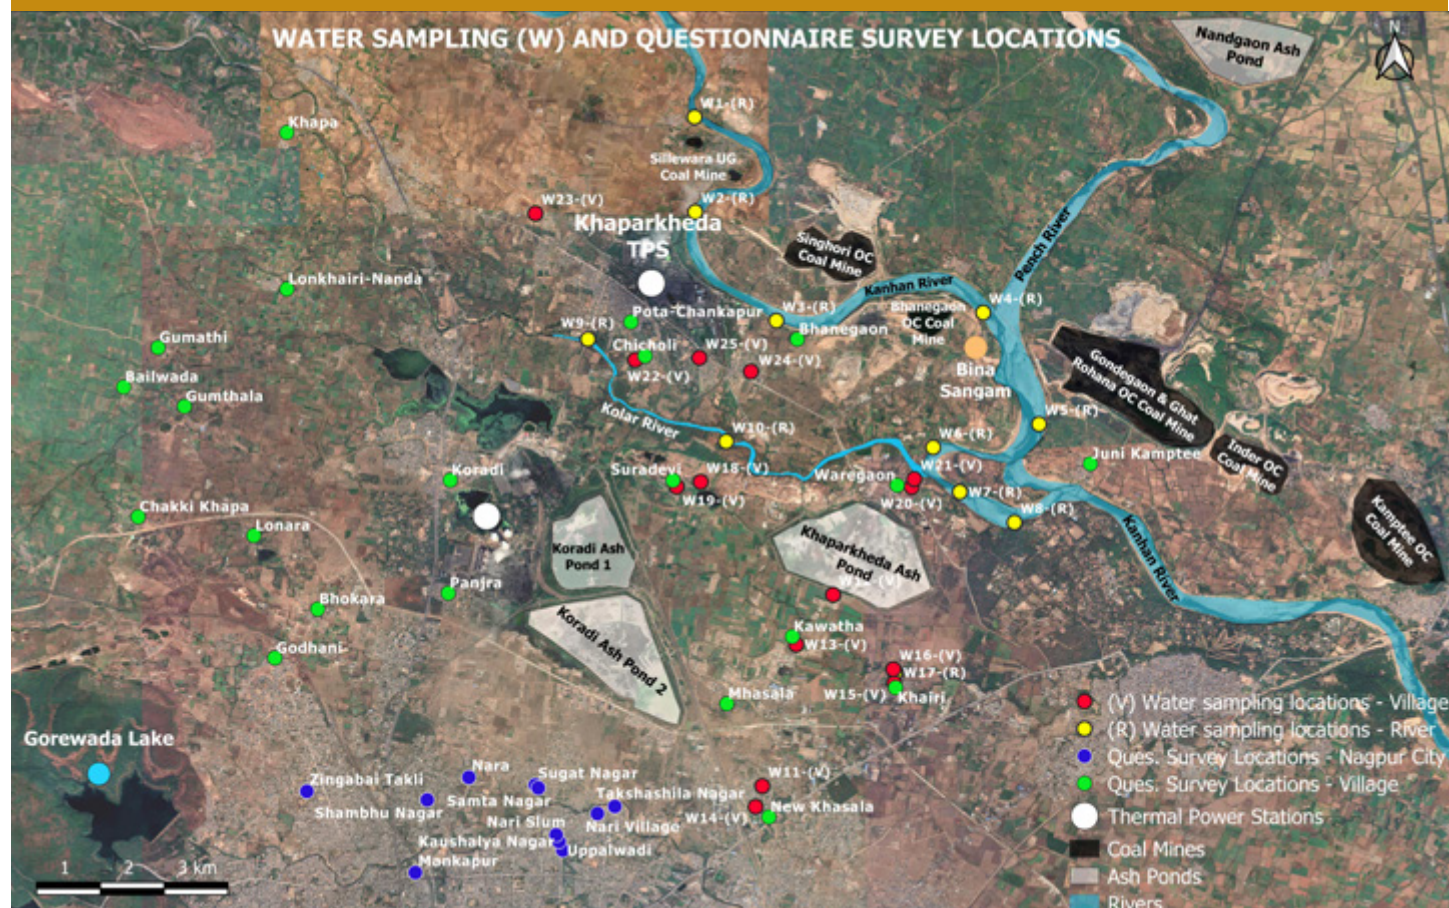 WATER SAMPLING (W) AND QUESTIONNAIRE SURVEY LOCATIONS
N
Nandgaon Ash
Pond
W1-(R)
Khapa
Sillewara UG
Coal Mine
W23-(V)
W2-(R)
Khaparkheda
TPS
Singhori OC
Coal Mine
Pench River
Kanhan River
Lonkhairi-Nanda
W4-(R)
Pota-Chankapur
W3-(R)
Bhanegaon
OC Coal
Mine
W9-(R)
Bhanegaon
Gumathi
Chicholi
W25-(V)
W24-(V)
W22-(V)
Bina
Sangam
Gondegaon & Ghat
Rohana OC Coal Mine
Bailwada
Gumthala
Kolar River
W10-(R)
W5-(R)
W6-(R)
Inder OC
Coal Mine
Juni Kamptee
Koradi
Suradevi
W18-(V)
W19-(V)
Waregaon
W21-(V)
W20-(V)
W7-(R)
W8-(R)
Kamptee OC
Coal Mine
Chakki Khapa
Lonara
Koradi Ash
Pond 1
Khaparkheda Ash
Pond
Kanhan River
Panjra
Bhokara
Koradi Ash Pond 2
Kawatha
W13-(V)
Godhani
W16-(V)
W17-(R)
W15-(V)
Khairi
Mhasala
Gorewada Lake
Zingabai Takli
Nara
Sugat Nagar
W11-(V)
Shambhu Nagar
Samta Nagar
Takshashila Nagar
New Khasala
W14-(V)
Nari Slum
Nari Village
Kaushalya Nagar
Uppalwadi
Mankapur
1 2 3 km
(V) Water sampling locations - Village
(R) Water sampling locations - River
Ques. Survey Locations - Nagpur City
Ques. Survey Locations - Village
Thermal Power Stations
Coal Mines
Ash Ponds
Rivers